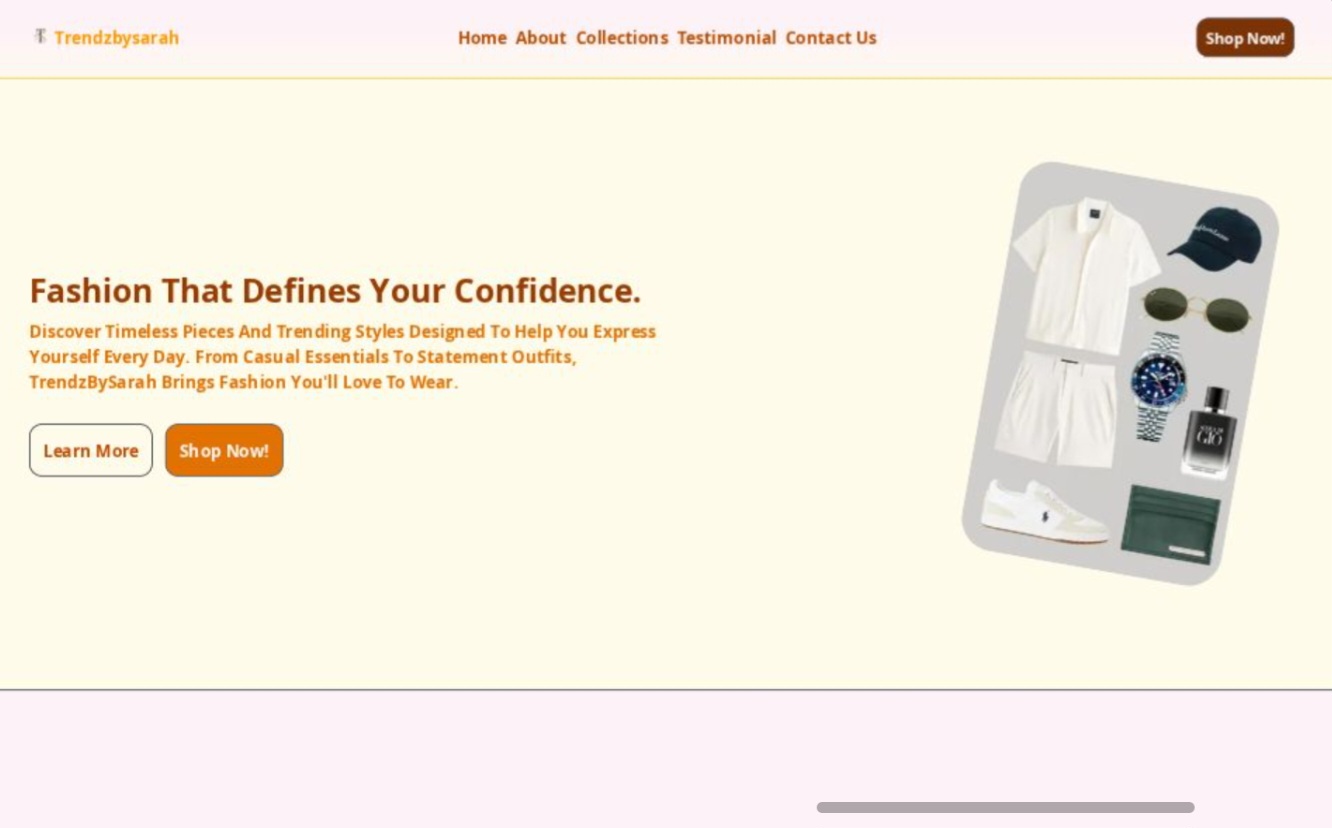 Trendzbysarah
Home About Collections Testimonial Contact Us
Shop Now!
Fashion That Defines Your Confidence.
Discover Timeless Pieces And Trending Styles Designed To Help You Express
Yourself Every Day. From Casual Essentials To Statement Outfits,
TrendzBySarah Brings Fashion You'll Love To Wear.
Learn More
Shop Now!
GIÒ